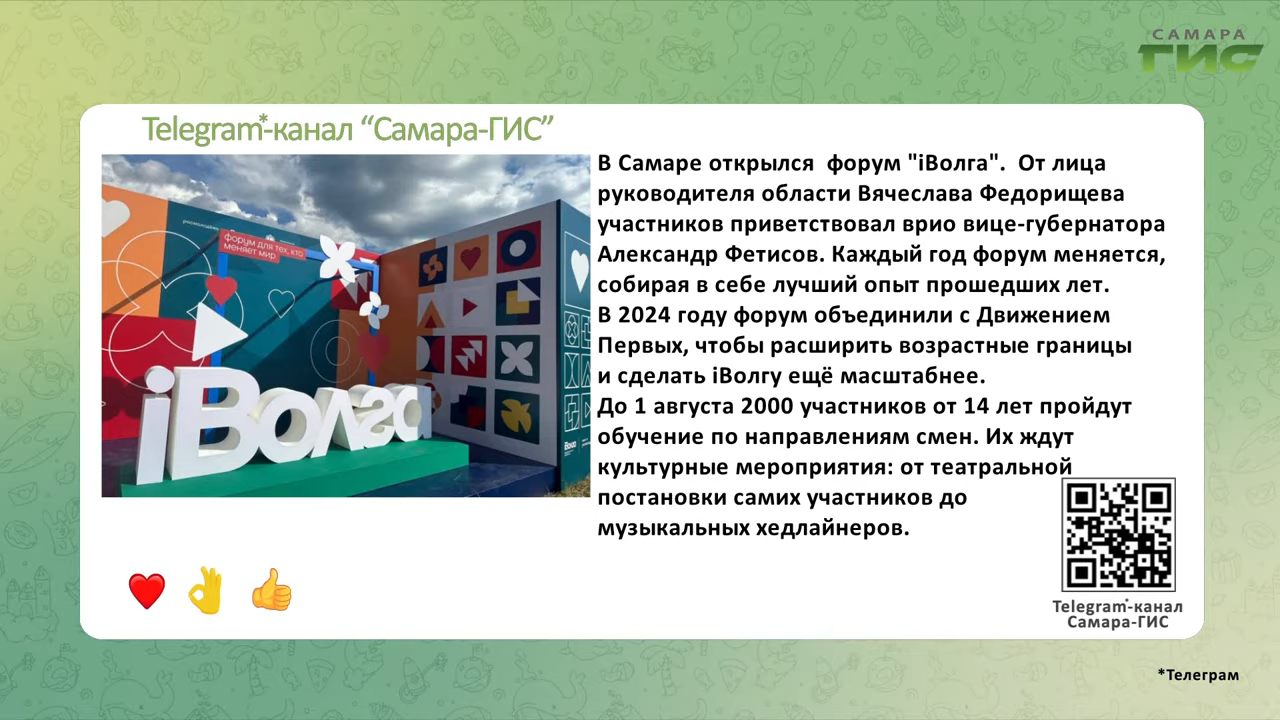 САМАРА
ГИС
Telegram*-канал “Самара-ГИС”
форум для тех, кто
меняет мир
iВолга
В Самаре открылся  форум "iВолга".  От лица
руководителя области Вячеслава Федорищева
участников приветствовал врио вице-губернатора
Александр Фетисов. Каждый год форум меняется,
собирая в себе лучший опыт прошедших лет.
В 2024 году форум объединили с Движением
Первых, чтобы расширить возрастные границы
и сделать iВолгу ещё масштабнее.
До 1 августа 2000 участников от 14 лет пройдут
обучение по направлениям смен. Их ждут
культурные мероприятия: от театральной
постановки самих участников до
музыкальных хедлайнеров.
Telegram*-канал
Самара-ГИС
*Телеграм